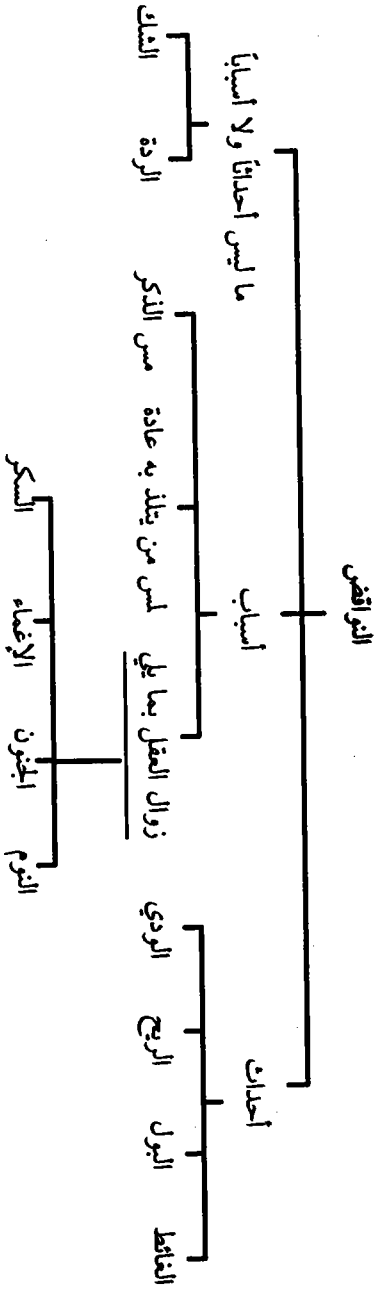 النواقض
أحداث
أسباب
ما ليس أحداثاً ولا أسباباً
الغائط
البول
الريح
الودي
زوال العقل بما يلي
لمس من يتلذ به عادة
مس الذكر
الردة
الشك
النوم
الجنون
الإغماء
السكر